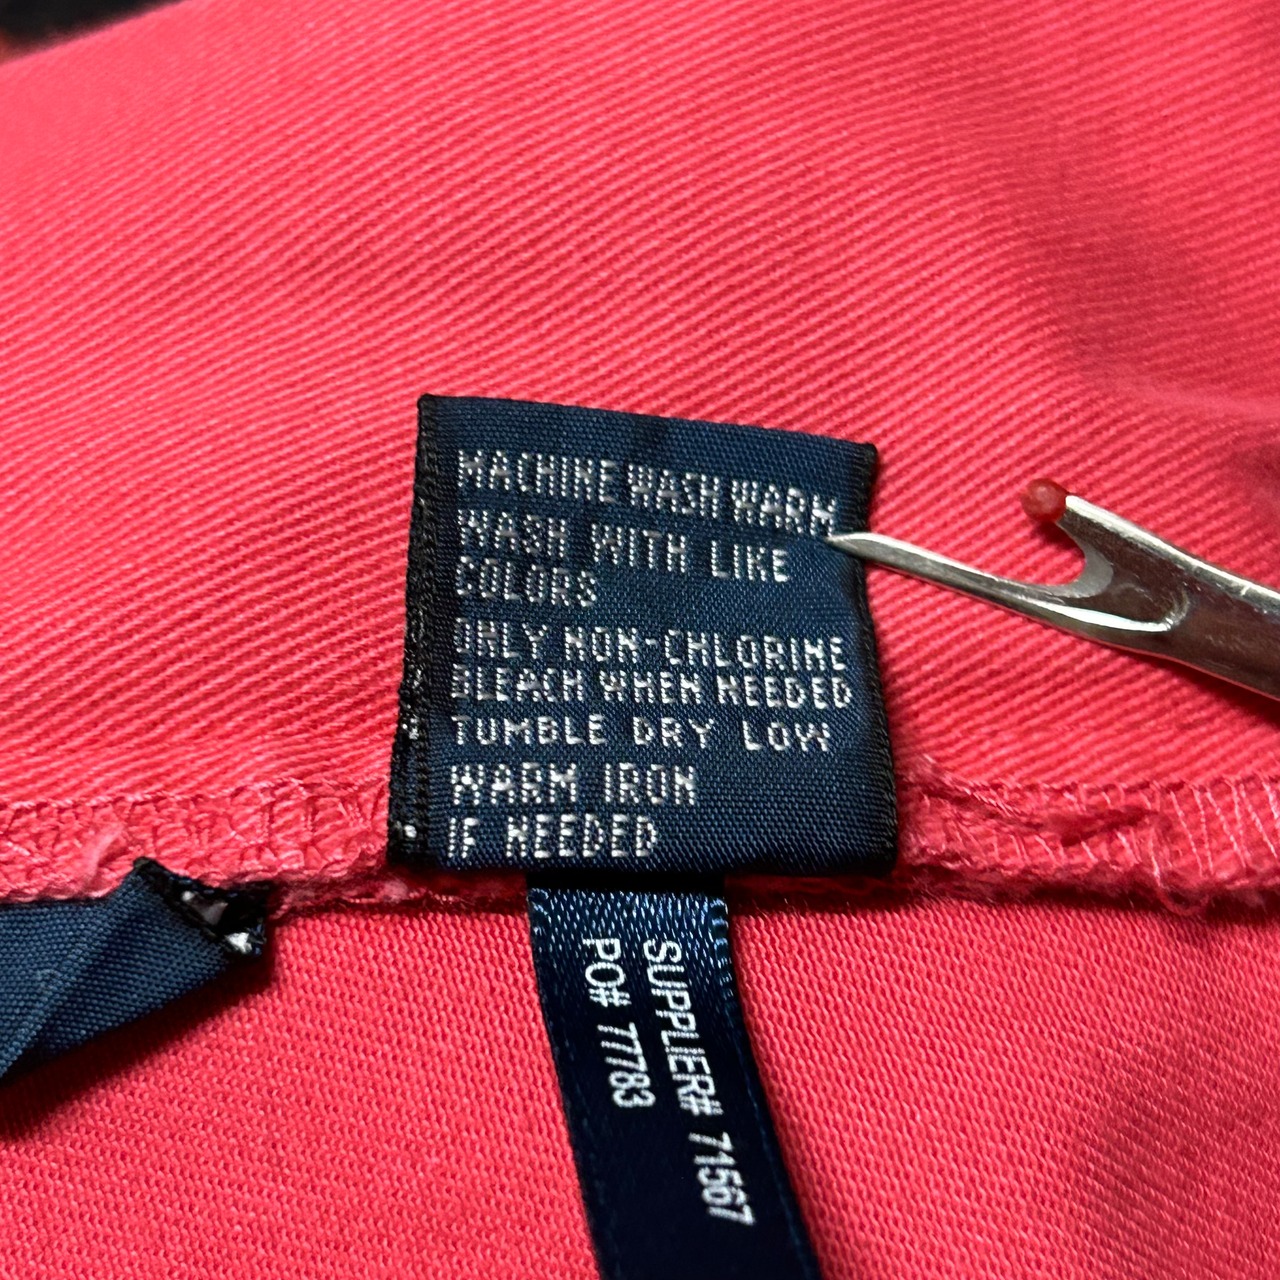 MACHINE WASH WARM
WASH WITH LIKE
COLORS
ONLY NON-CHLORINE
BLEACH WHEN NEEDED
TUMBLE DRY LOW
WARM IRON
IF NEEDED
SUPPLIER# 71567
PO# 77783